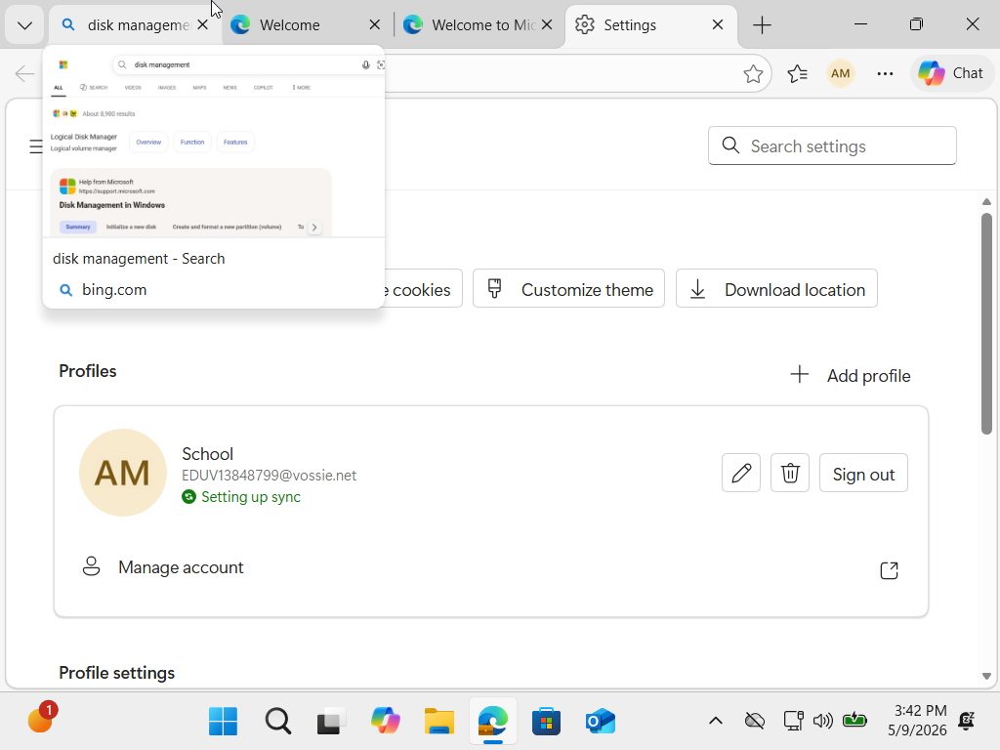 disk manageme
Welcome
Welcome to Mic
Settings
AM
Chat
disk management
ALL
SEARCH
VIDEOS
IMAGES
MAPS
NEWS
COPILOT
MORE
About 8,980 results
Logical Disk Manager
Logical volume manager
Overview
Function
Features
Help from Microsoft
https://support.microsoft.com
Disk Management in Windows
Summary
Initialize a new disk
Create and format a new partition (volume)
To
disk management - Search
bing.com
Search settings
e cookies
Customize theme
Download location
Profiles
Add profile
AM
School
EDUV13848799@vossie.net
Setting up sync
Sign out
Manage account
Profile settings
1
3:42 PM
5/9/2026